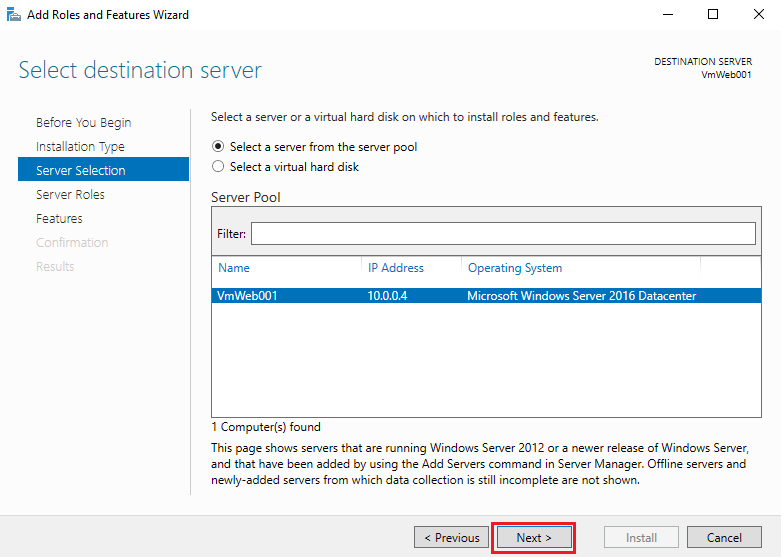 Add Roles and Features Wizard
Select destination server
DESTINATION SERVER
VmWeb001
Before You Begin
Installation Type
Server Selection
Server Roles
Features
Confirmation
Results
Select a server or a virtual hard disk on which to install roles and features.
Select a server from the server pool
Select a virtual hard disk
Server Pool
Filter:
Name IP Address Operating System
VmWeb001 10.0.0.4 Microsoft Windows Server 2016 Datacenter
1 Computer(s) found
This page shows servers that are running Windows Server 2012 or a newer release of Windows Server,
and that have been added by using the Add Servers command in Server Manager. Offline servers and
newly-added servers from which data collection is still incomplete are not shown.
< Previous Next > Install Cancel